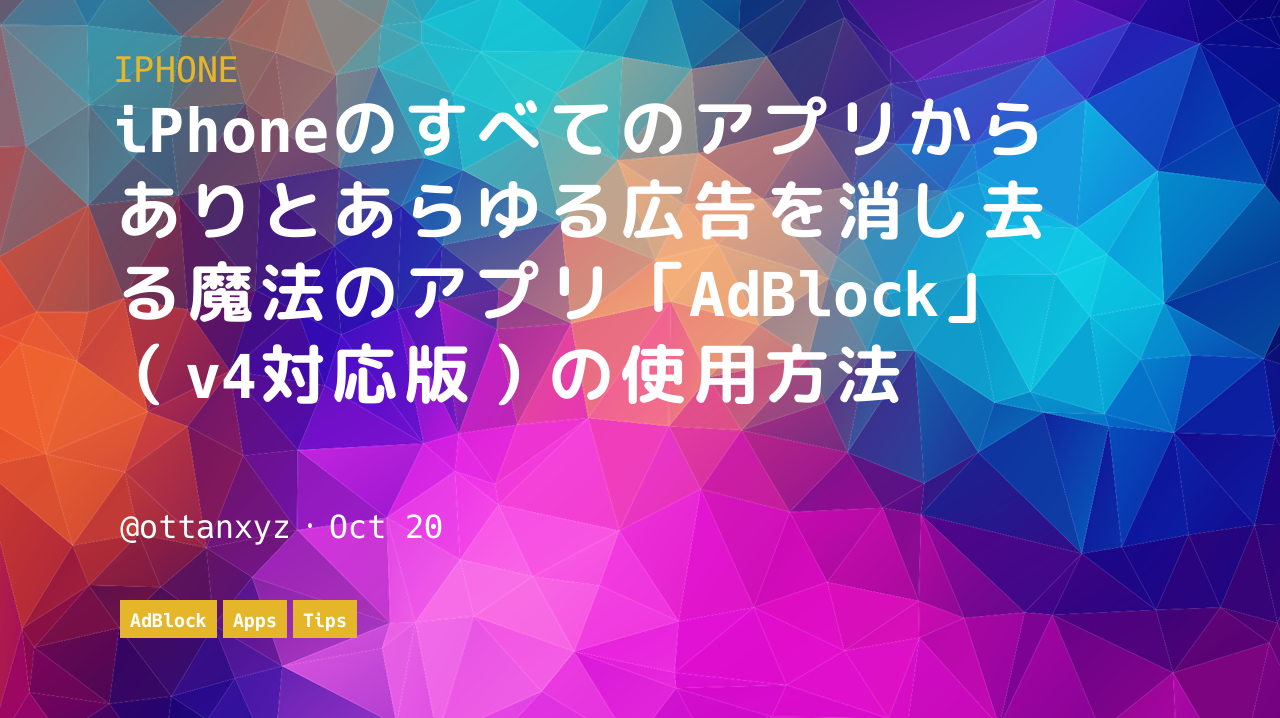 IPHONE
iPhoneのすべてのアプリから
ありとあらゆる広告を消し去
る魔法のアプリ「AdBlock」
（v4対応版）の使用方法
@ottanxyz・Oct 20
AdBlock Apps Tips